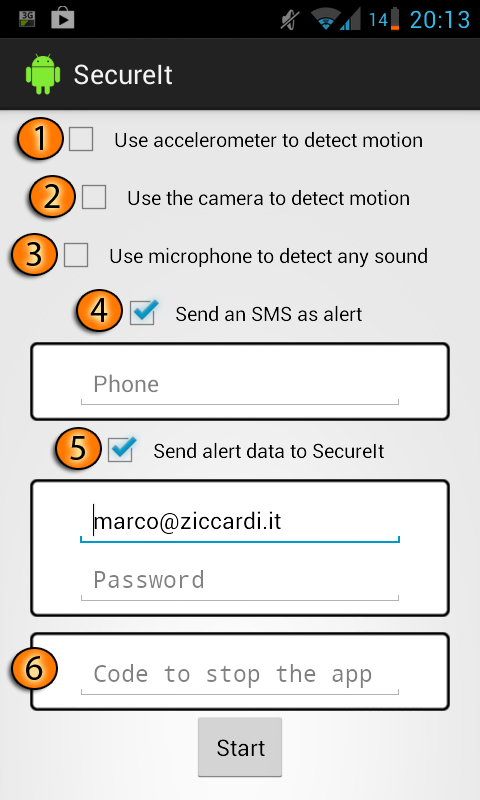 3G 14 20:13
SecureIt
1 Use accelerometer to detect motion
2 Use the camera to detect motion
3 Use microphone to detect any sound
4 Send an SMS as alert
Phone
5 Send alert data to SecureIt
marco@ziccardi.it
Password
6 Code to stop the app
Start